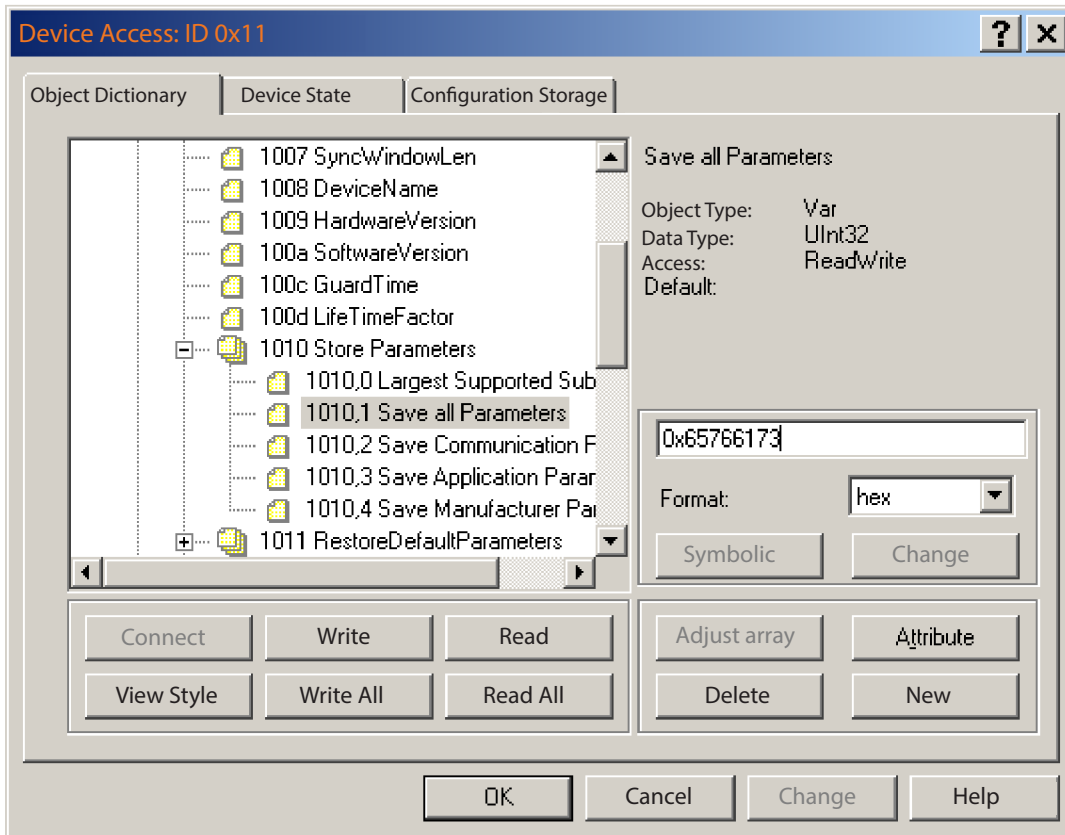 Device Access: ID 0x11
Object Dictionary
Device State
Configuration Storage
1007 SyncWindowLen
1008 DeviceName
1009 HardwareVersion
100a SoftwareVersion
100c GuardTime
100d LifeTimeFactor
1010 Store Parameters
1010,0 Largest Supported Sub
1010,1 Save all Parameters
1010,2 Save Communication F
1010,3 Save Application Parar
1010,4 Save Manufacturer Pai
1011 RestoreDefaultParameters
Save all Parameters
Object Type: Var
Data Type: UInt32
Access: ReadWrite
Default:
0x65766173
Format: hex
Symbolic
Change
Connect
Write
Read
View Style
Write All
Read All
Adjust array
Attribute
Delete
New
OK
Cancel
Change
Help